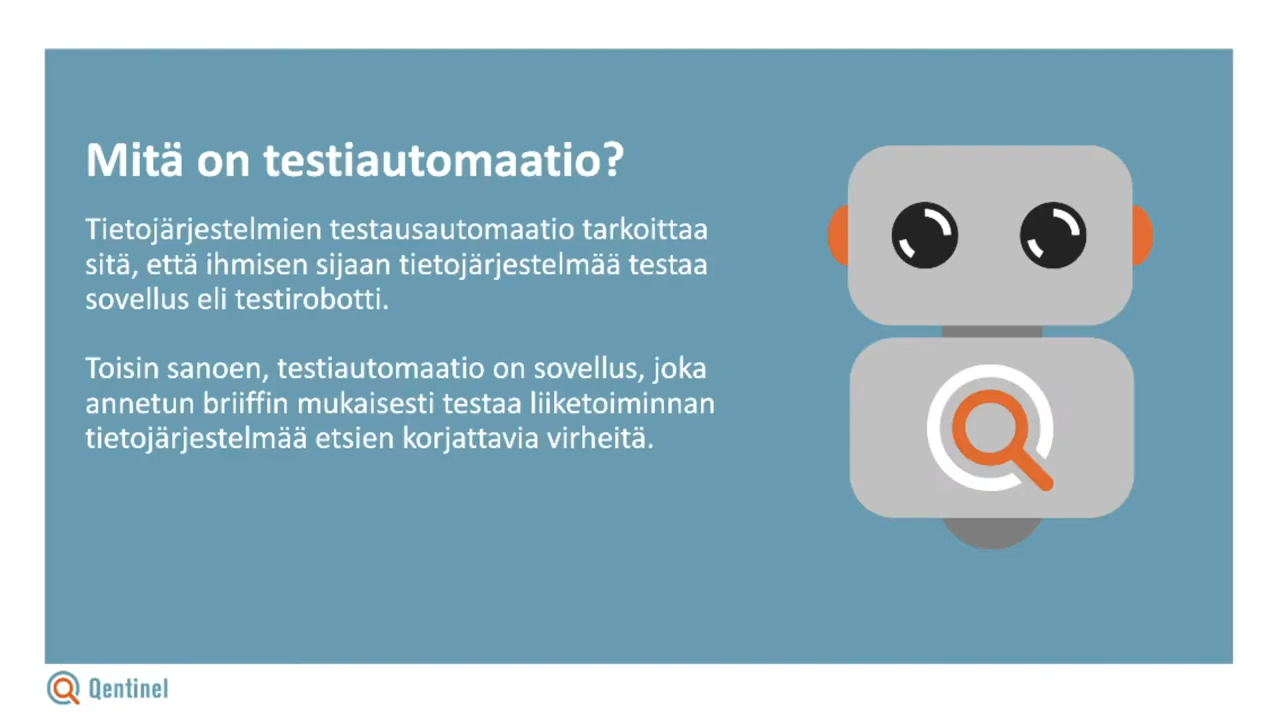 Mitä on testiautomaatio?
Tietojärjestelmien testausautomaatio tarkoittaa
sitä, että ihmisen sijaan tietojärjestelmää testaa
sovellus eli testirobotti.
Toisin sanoen, testiautomaatio on sovellus, joka
annetun briiffin mukaisesti testaa liiketoiminnan
tietojärjestelmää etsien korjattavia virheitä.
Qentinel